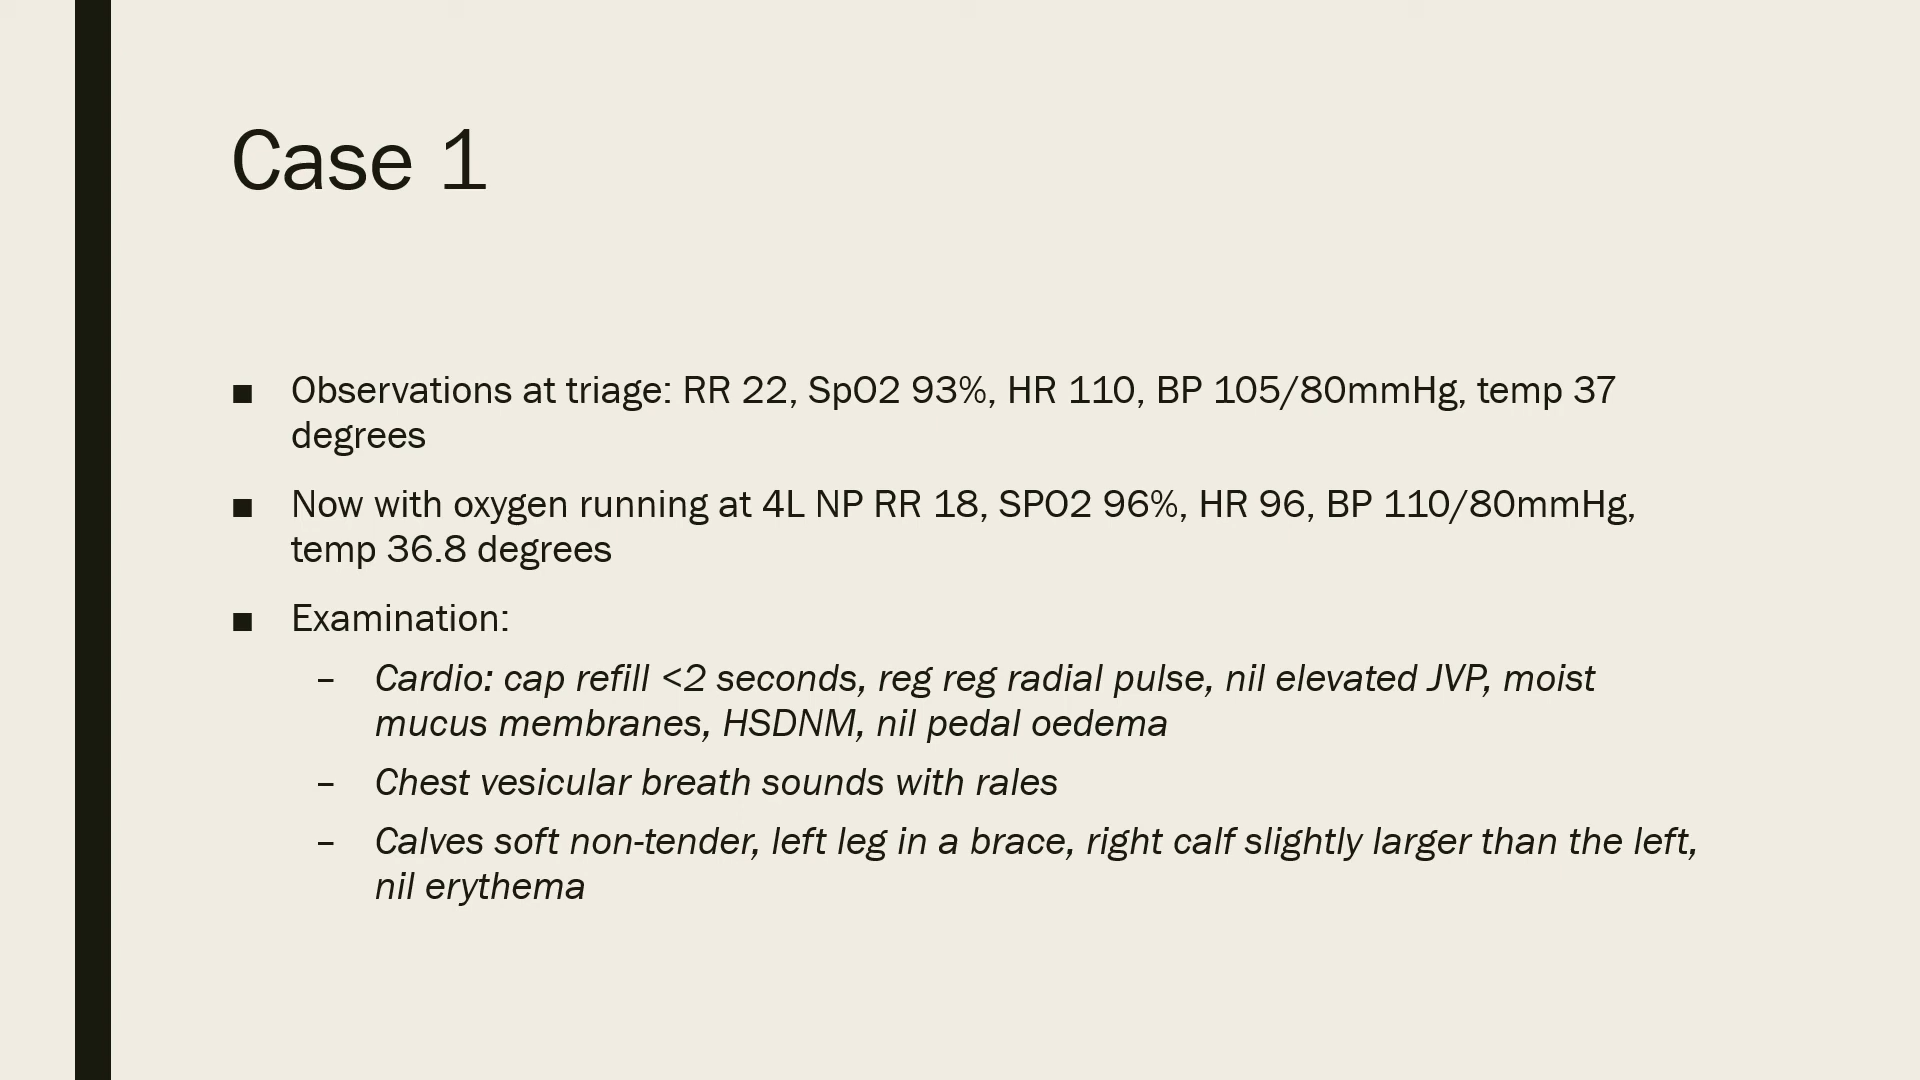 Case 1
■ Observations at triage: RR 22, SpO2 93%, HR 110, BP 105/80mmHg, temp 37
degrees
■ Now with oxygen running at 4L NP RR 18, SPO2 96%, HR 96, BP 110/80mmHg,
temp 36.8 degrees
■ Examination:
– Cardio: cap refill <2 seconds, reg reg radial pulse, nil elevated JVP, moist
mucus membranes, HSDNM, nil pedal oedema
– Chest vesicular breath sounds with rales
– Calves soft non-tender, left leg in a brace, right calf slightly larger than the left,
nil erythema